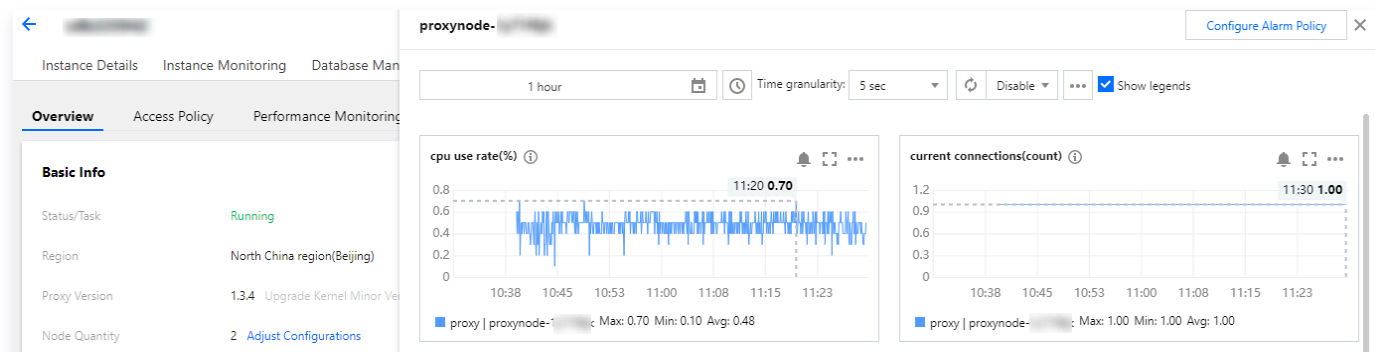 proxynode-
Configure Alarm Policy
Instance Details Instance Monitoring Database Man
1 hour Time granularity: 5 sec Disable Show legends
Overview Access Policy Performance Monitoring
Basic Info
Status/Task Running
Region North China region(Beijing)
Proxy Version 1.3.4 Upgrade Kernel Minor Ver
Node Quantity 2 Adjust Configurations
cpu use rate(%)
11:20 0.70
0.8
0.6
0.4
0.2
0
10:38 10:45 10:53 11:00 11:08 11:15 11:23
proxy | proxynode- Max: 0.70 Min: 0.10 Avg: 0.48
current connections(count)
11:30 1.00
1.2
0.9
0.6
0.3
0
10:38 10:45 10:53 11:00 11:08 11:15 11:23
proxy | proxynode- Max: 1.00 Min: 1.00 Avg: 1.00